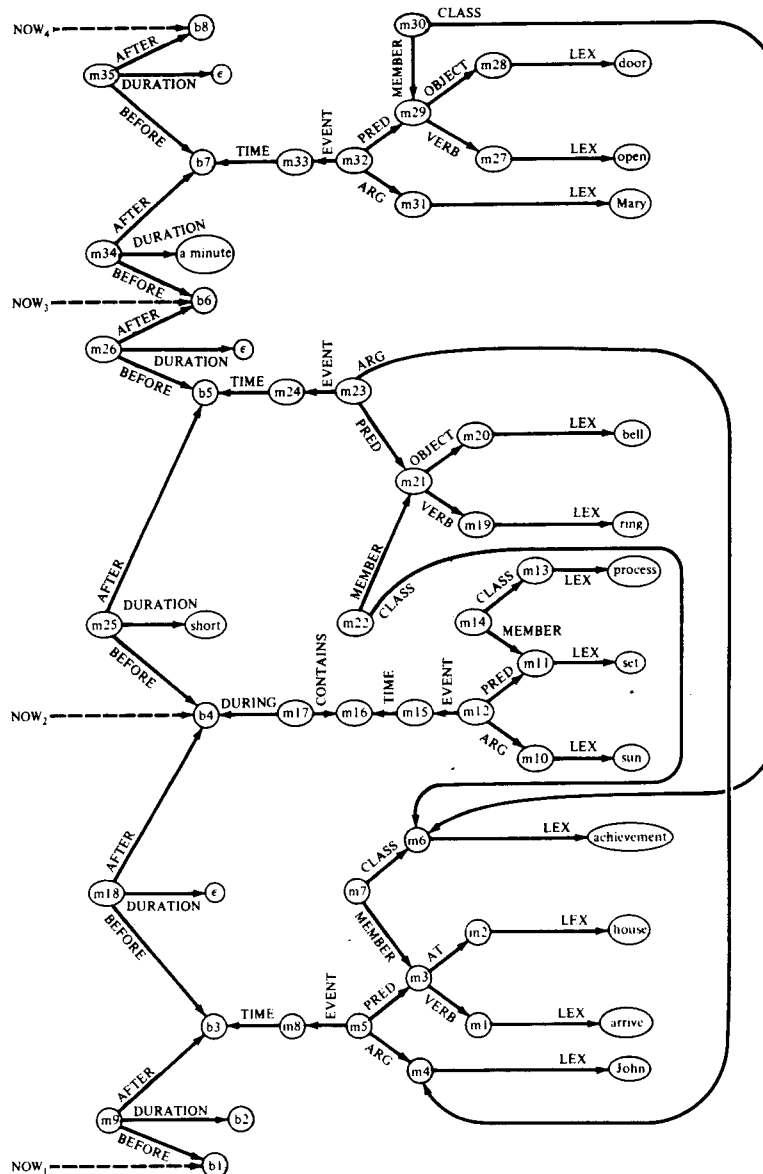 NOW4 b8 m30 CLASS
AFTER
m35 DURATION ε MEMBER OBJECT m28 LEX door
BEFORE m29
b7 TIME m33 EVENT m32 PRED VERB m27 LEX open
ARG m31 LEX Mary
AFTER
m34 DURATION a minute
BEFORE
NOW3 b6
AFTER
m26 DURATION ε
BEFORE b5 TIME m24 EVENT m23 ARG
PRED OBJECT m20 LEX bell
m21
VERB m19 LEX ring
MEMBER
AFTER CLASS m13 LEX process
m25 DURATION short m22 CLASS m14
MEMBER m11 LEX set
BEFORE CONTAINS TIME EVENT PRED
NOW2 b4 DURING m17 m16 m15 m12
ARG m10 LEX sun
AFTER
m6 LEX achievement
CLASS
m18 DURATION ε m7
BEFORE MEMBER m2 LEX house
AT
m3
b3 TIME m8 EVENT m5 PRED VERB m1 LEX arrive
ARG m4 LEX John
AFTER
m9 DURATION b2
BEFORE
NOW1 b1